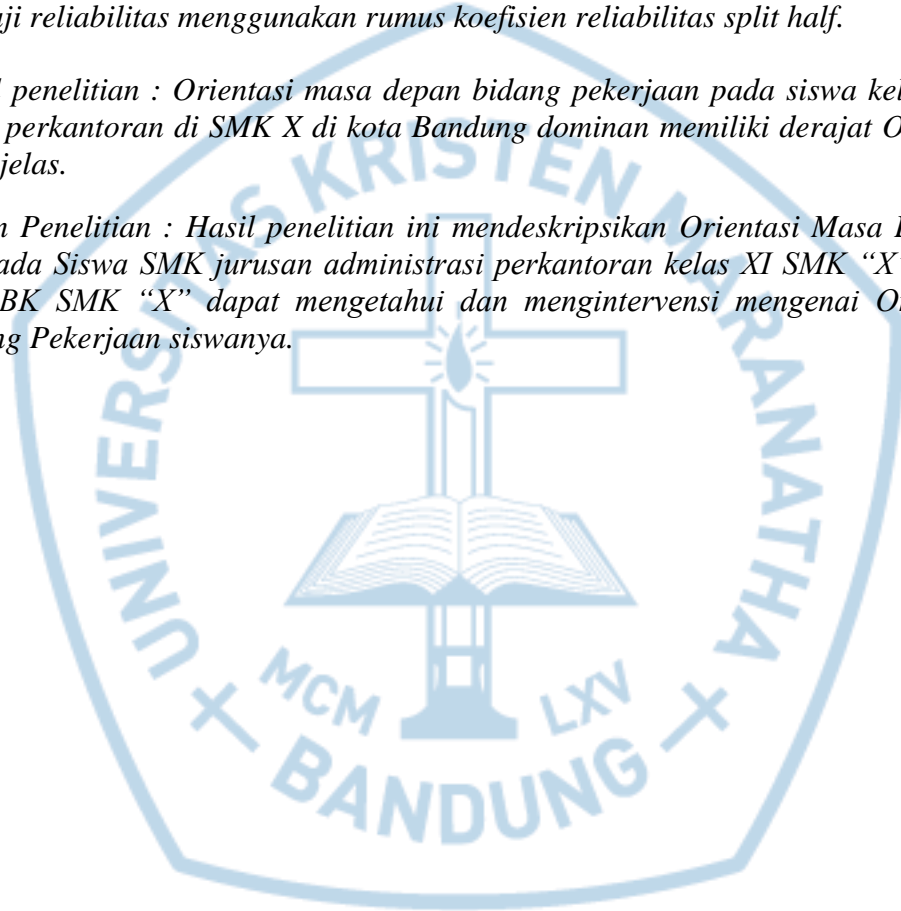 ji reliabilitas menggunakan rumus koefisien reliabilitas split half.
penelitian : Orientasi masa depan bidang pekerjaan pada siswa kel
perkantoran di SMK X di kota Bandung dominan memiliki derajat O
jelas.
n Penelitian : Hasil penelitian ini mendeskripsikan Orientasi Masa
ada Siswa SMK jurusan administrasi perkantoran kelas XI SMK “X”
BK SMK “X” dapat mengetahui dan mengintervensi mengenai O
ng Pekerjaan siswanya.
UNIVERSITAS KRISTEN MARANATHA
MCM LXV
BANDUNG